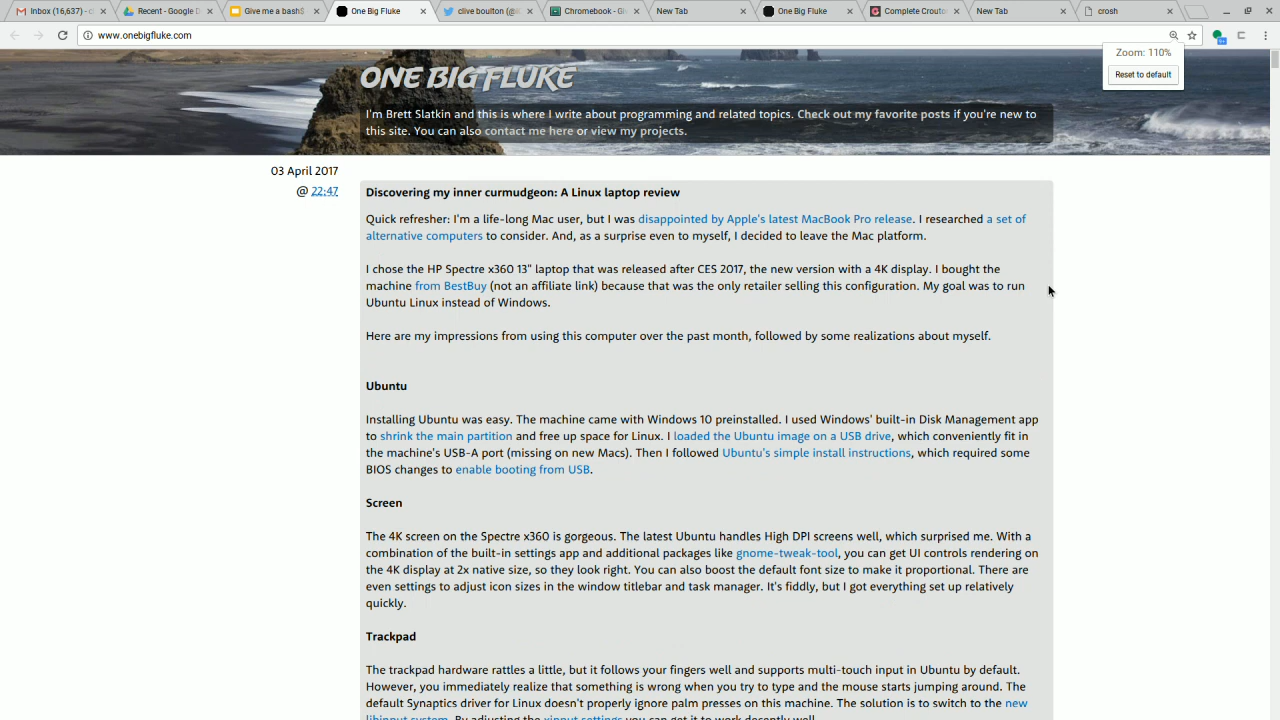 Inbox (16,637) - c
Recent - Google D
Give me a bashS
One Big Fluke
clive boulton (@B
Chromebook - Gi
New Tab
One Big Fluke
Complete Crouto
New Tab
crosh
www.onebigfluke.com
Zoom: 110%
Reset to default
ONE BIG FLUKE
I'm Brett Slatkin and this is where I write about programming and related topics. Check out my favorite posts if you're new to
this site. You can also contact me here or view my projects.
03 April 2017
@ 22:47
Discovering my inner curmudgeon: A Linux laptop review
Quick refresher: I'm a life-long Mac user, but I was disappointed by Apple's latest MacBook Pro release. I researched a set of
alternative computers to consider. And, as a surprise even to myself, I decided to leave the Mac platform.
I chose the HP Spectre x360 13" laptop that was released after CES 2017, the new version with a 4K display. I bought the
machine from BestBuy (not an affiliate link) because that was the only retailer selling this configuration. My goal was to run
Ubuntu Linux instead of Windows.
Here are my impressions from using this computer over the past month, followed by some realizations about myself.
Ubuntu
Installing Ubuntu was easy. The machine came with Windows 10 preinstalled. I used Windows' built-in Disk Management app
to shrink the main partition and free up space for Linux. I loaded the Ubuntu image on a USB drive, which conveniently fit in
the machine's USB-A port (missing on new Macs). Then I followed Ubuntu's simple install instructions, which required some
BIOS changes to enable booting from USB.
Screen
The 4K screen on the Spectre x360 is gorgeous. The latest Ubuntu handles High DPI screens well, which surprised me. With a
combination of the built-in settings app and additional packages like gnome-tweak-tool, you can get UI controls rendering on
the 4K display at 2x native size, so they look right. You can also boost the default font size to make it proportional. There are
even settings to adjust icon sizes in the window titlebar and task manager. It's fiddly, but I got everything set up relatively
quickly.
Trackpad
The trackpad hardware rattles a little, but it follows your fingers well and supports multi-touch input in Ubuntu by default.
However, you immediately realize that something is wrong when you try to type and the mouse starts jumping around. The
default Synaptics driver for Linux doesn't properly ignore palm presses on this machine. The solution is to switch to the new
libinput system. By adjusting the xinput settings you can get it to work decently well.